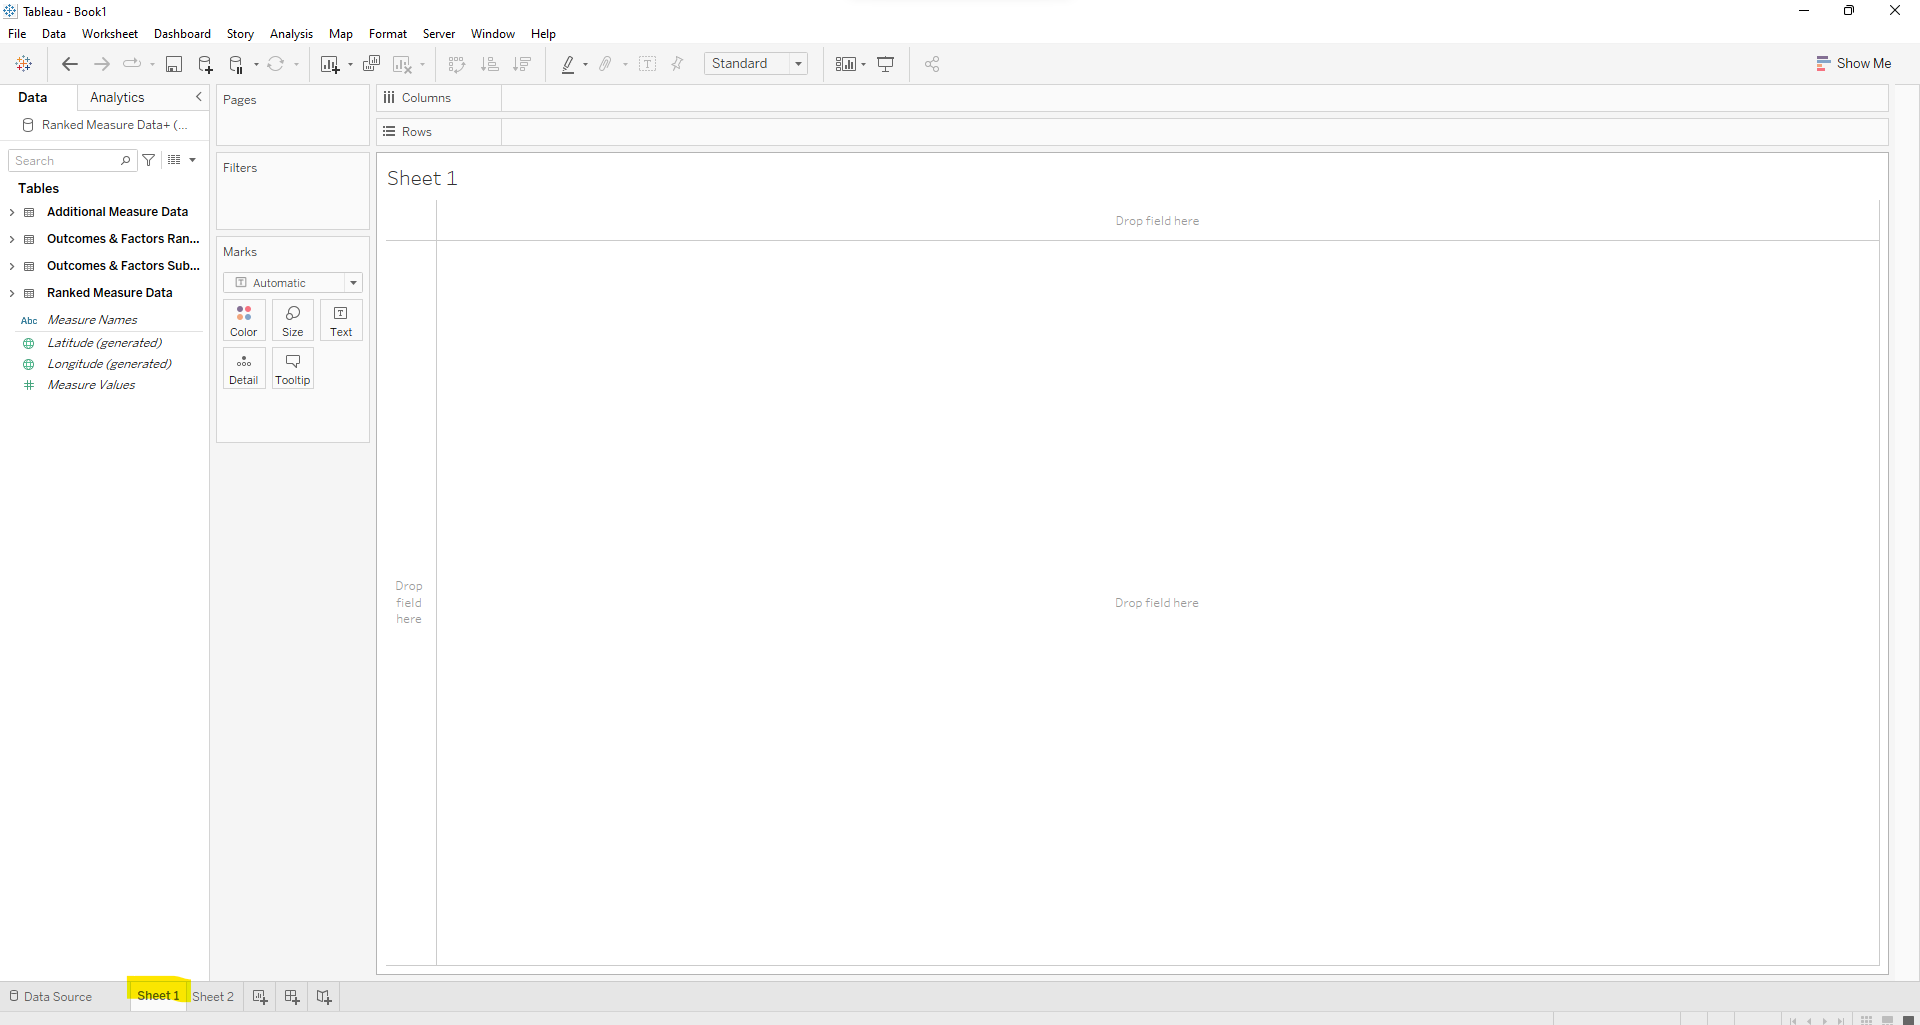 Tableau - Book1
File Data Worksheet Dashboard Story Analysis Map Format Server Window Help
Standard
Show Me
Data Analytics
Ranked Measure Data+ (...
Search
Tables
Additional Measure Data
Outcomes & Factors Ran...
Outcomes & Factors Sub...
Ranked Measure Data
Abc Measure Names
Latitude (generated)
Longitude (generated)
# Measure Values
Pages
Filters
Marks
T Automatic
Color Size T Text
Detail Tooltip
Columns
Rows
Sheet 1
Drop field here
Drop
field
here
Drop field here
Data Source Sheet 1 Sheet 2